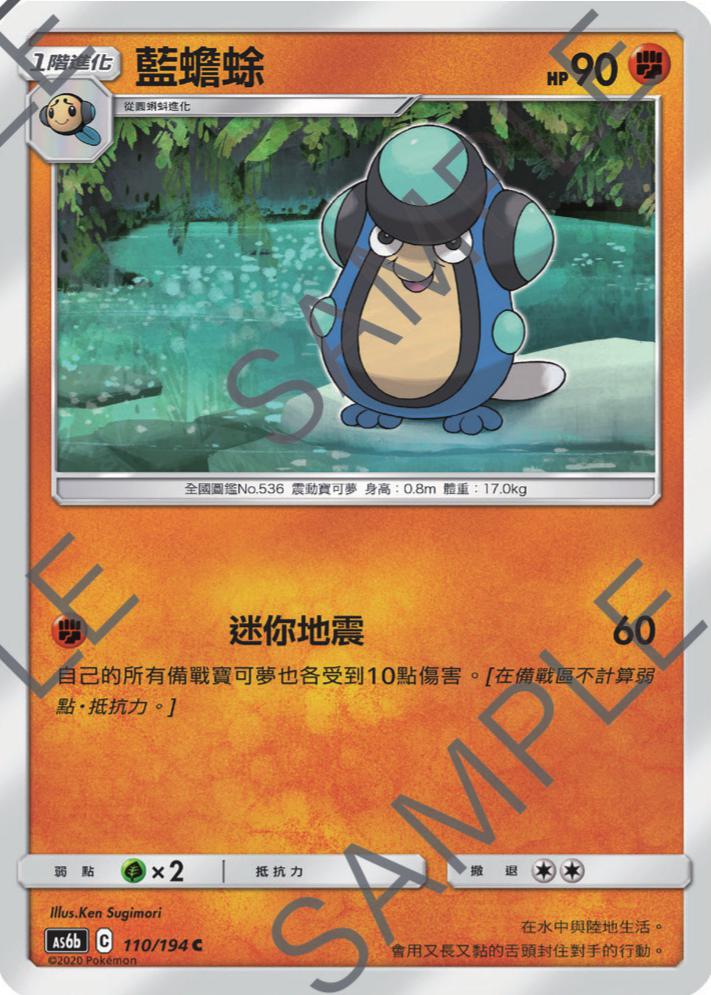 1階進化 藍蟾蜍 HP 90
從圓蝌蚪進化
全國圖鑑No.536 震動寶可夢 身高：0.8m 體重：17.0kg
迷你地震 60
自己的所有備戰寶可夢也各受到10點傷害。[在備戰區不計算弱
點・抵抗力。]
弱點 ×2 抵抗力 撤退
Illus.Ken Sugimori
AS6b C 110/194 C
©2020 Pokémon
在水中與陸地生活。
會用又長又黏的舌頭封住對手的行動。
SAMPLE
SAMPLE
LE
LE